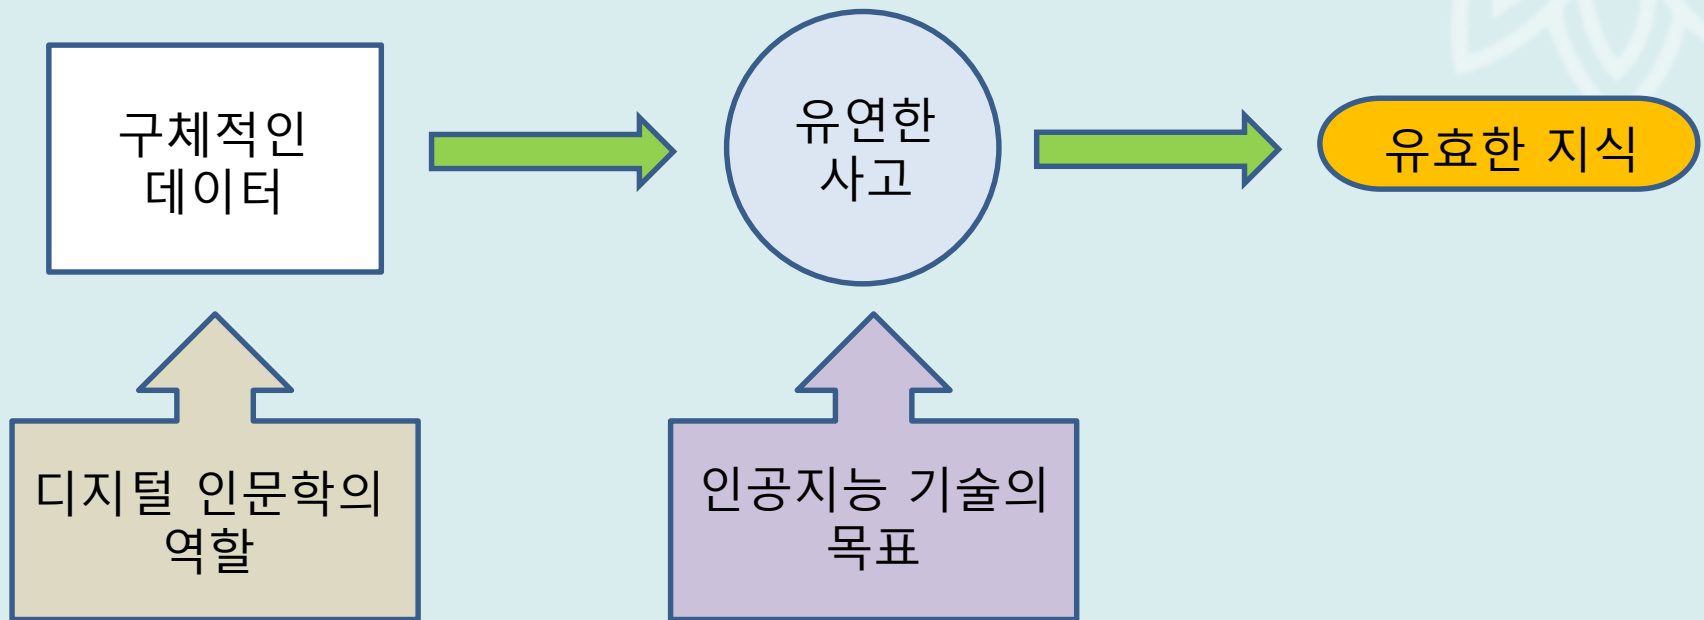 구체적인
데이터
유연한
사고
유효한 지식
디지털 인문학의
역할
인공지능 기술의
목표